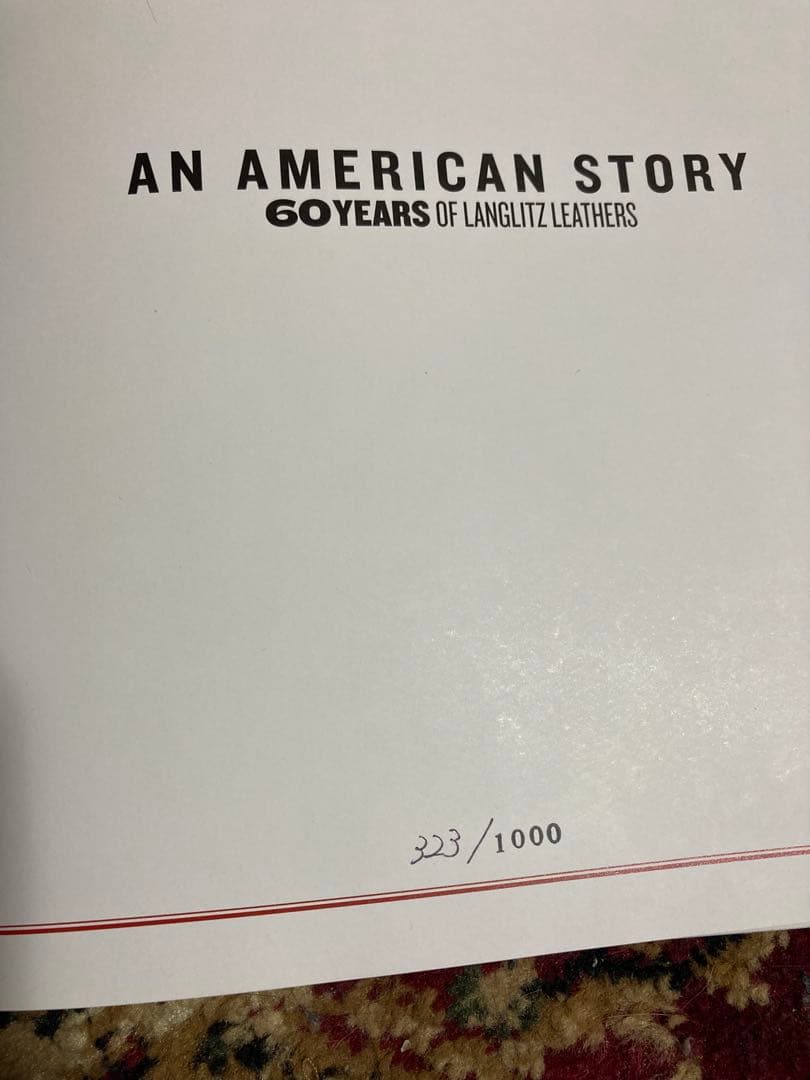 AN AMERICAN STORY
60 YEARS OF LANGLITZ LEATHERS
323/1000